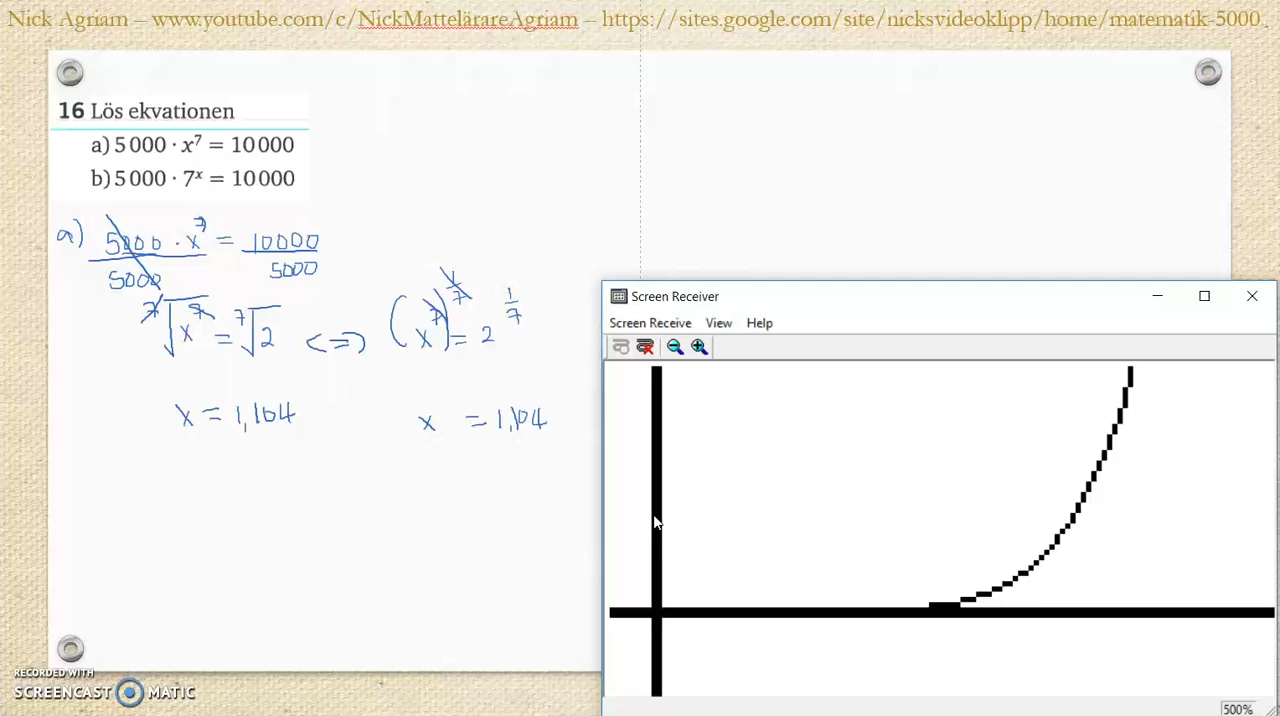 Nick Agriam – www.youtube.com/c/NickMattelärareAgriam – https://sites.google.com/site/nicksvideoklipp/home/matematik-5000
16 Lös ekvationen
a) 5 000 · x⁷ = 10 000
b) 5 000 · 7ˣ = 10 000
a) 5000 · x⁷ / 5000 = 10000 / 5000
⁷√x⁷ = ⁷√2 <=> (x⁷)^1/7 = 2^1/7
x = 1,104 x = 1,104
Screen Receiver
Screen Receive View Help
500%
RECORDED WITH
SCREENCAST MATIC